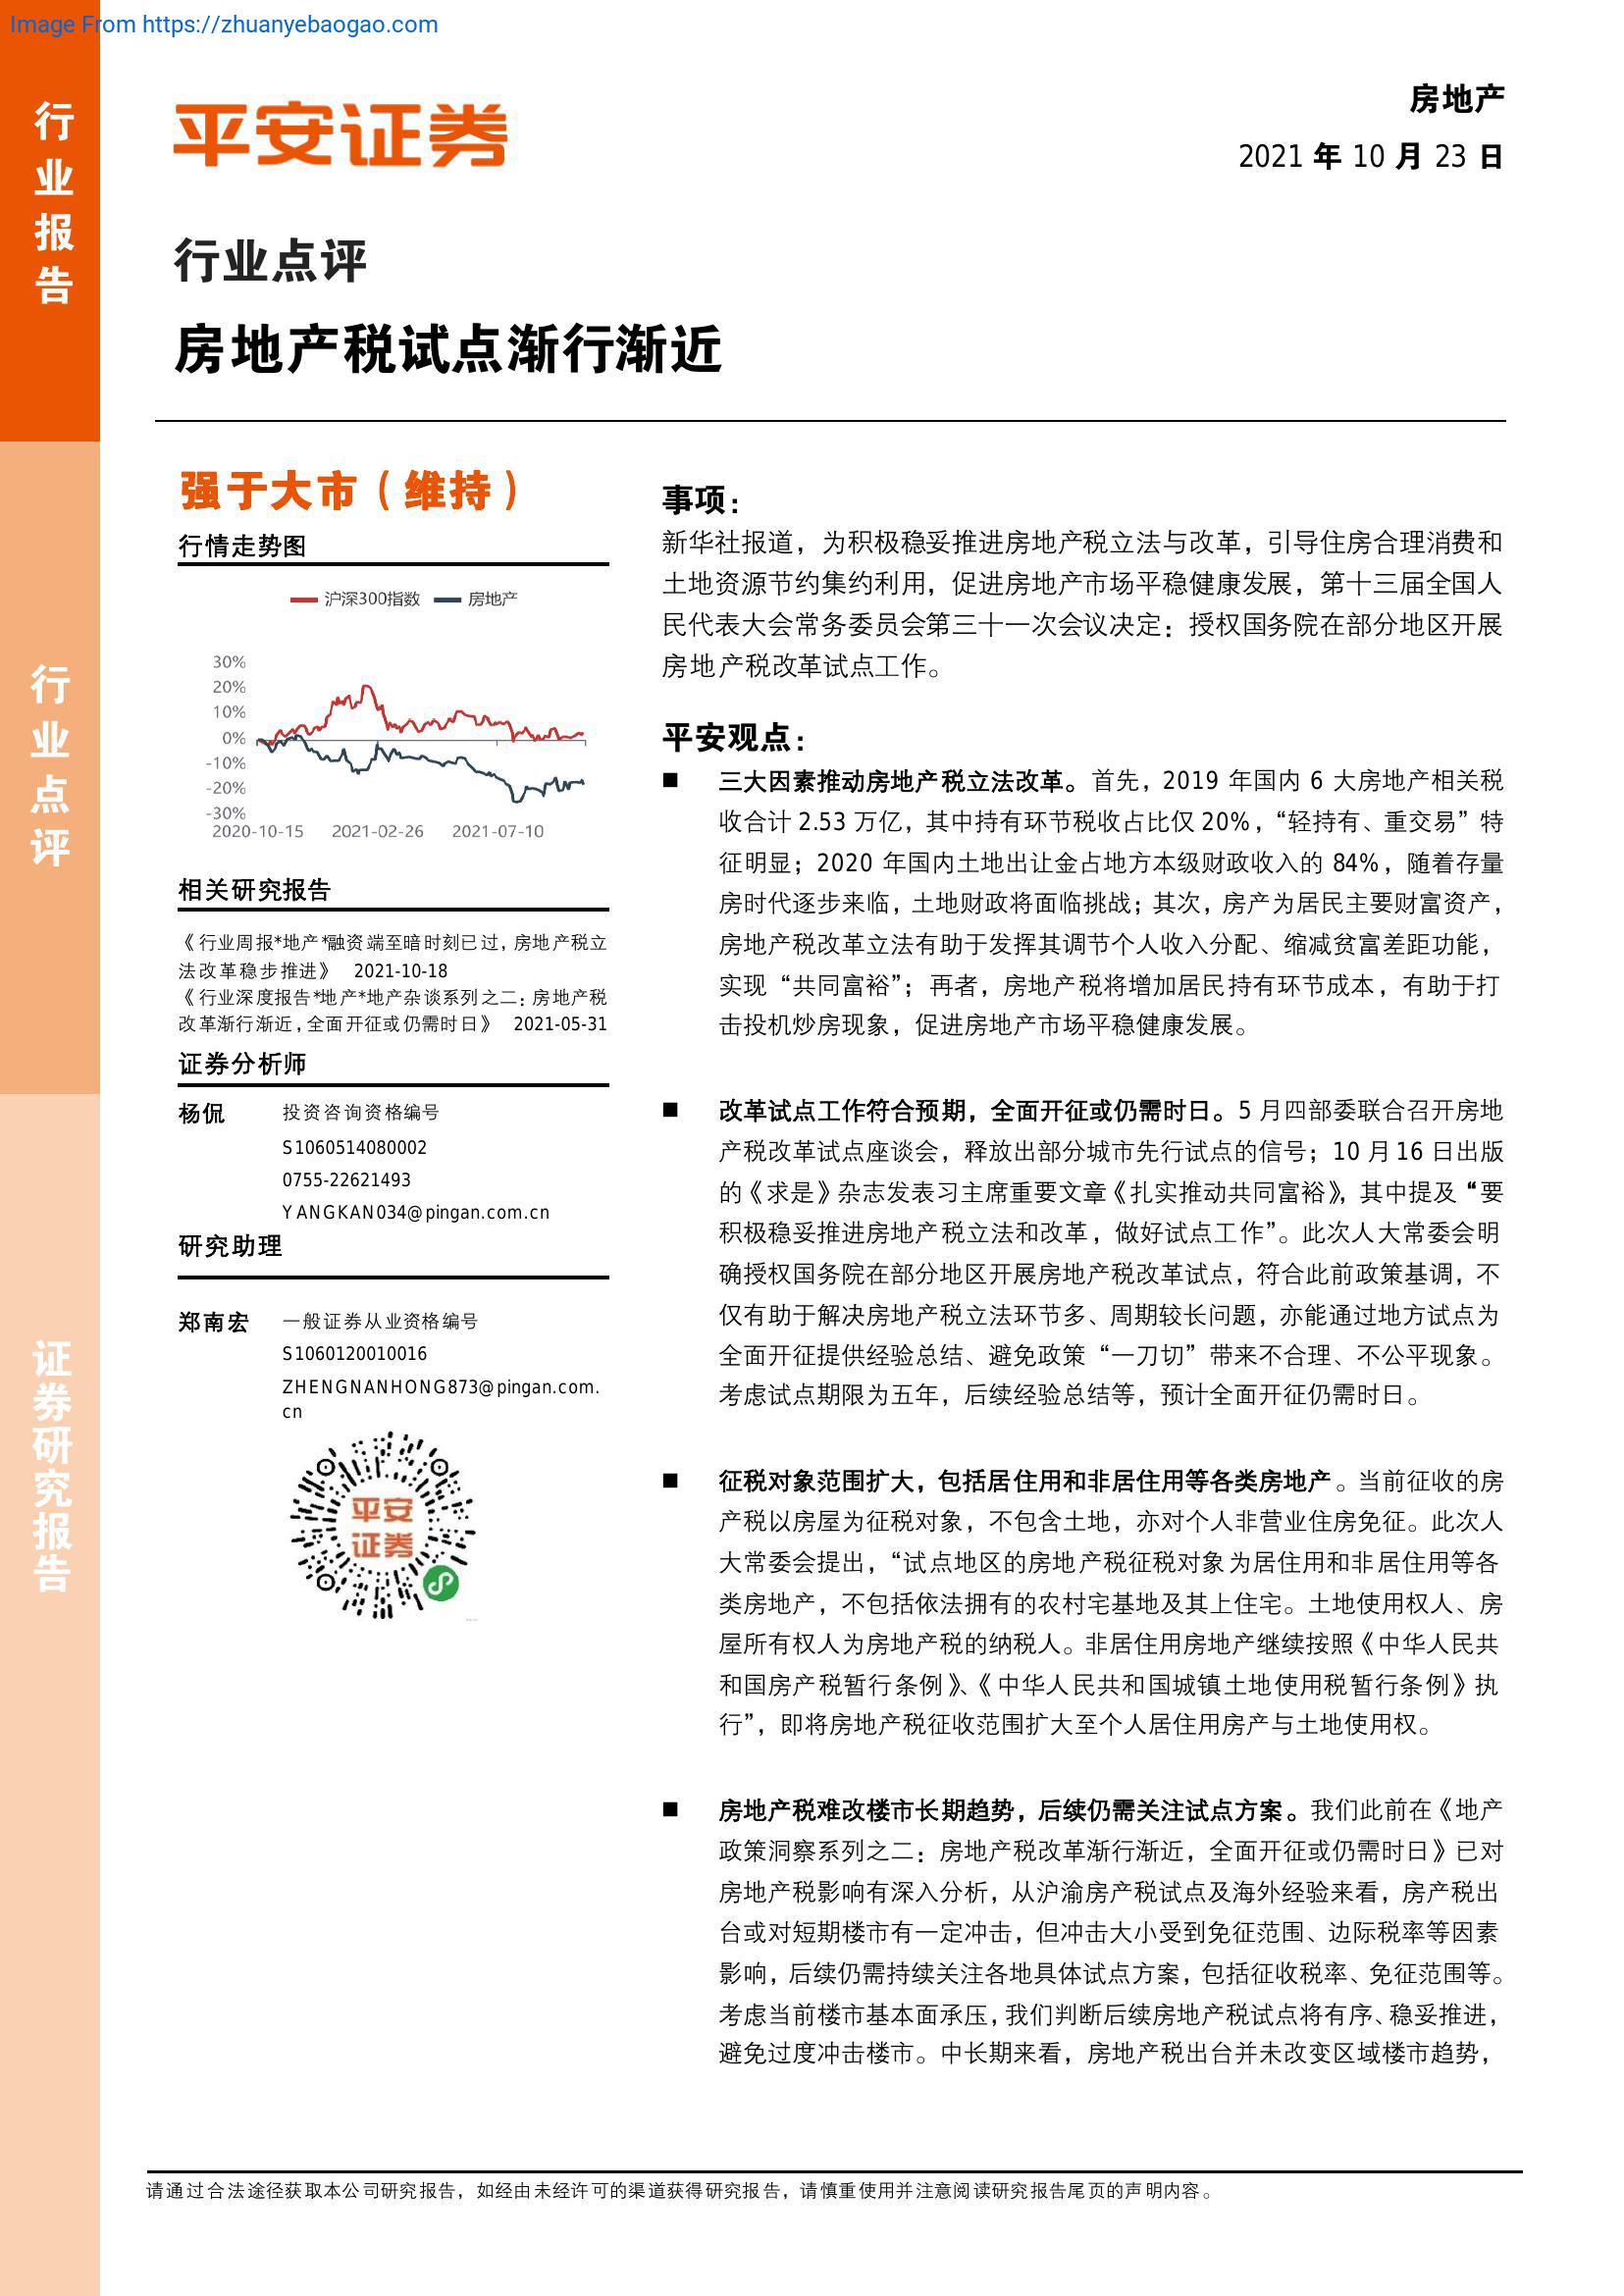 Image From https://zhuanyebaogao.com
行业报告
行业点评
证券研究报告
平安证券
房地产
2021 年 10 月 23 日
行业点评
房地产税试点渐行渐近
强于大市（维持）
行情走势图
沪深300指数 房地产
30%
20%
10%
0%
-10%
-20%
-30%
2020-10-15 2021-02-26 2021-07-10
相关研究报告
《行业周报*地产*融资端至暗时刻已过，房地产税立
法改革稳步推进》 2021-10-18
《行业深度报告*地产*地产杂谈系列之二：房地产税
改革渐行渐近，全面开征或仍需时日》 2021-05-31
证券分析师
杨侃 投资咨询资格编号
S1060514080002
0755-22621493
YANGKAN034@pingan.com.cn
研究助理
郑南宏 一般证券从业资格编号
S1060120010016
ZHENGNANHONG873@pingan.com.
cn
平安
证券
事项：
新华社报道，为积极稳妥推进房地产税立法与改革，引导住房合理消费和
土地资源节约集约利用，促进房地产市场平稳健康发展，第十三届全国人
民代表大会常务委员会第三十一次会议决定：授权国务院在部分地区开展
房地产税改革试点工作。
平安观点：
■ 三大因素推动房地产税立法改革。首先，2019 年国内 6 大房地产相关税
收合计 2.53 万亿，其中持有环节税收占比仅 20%，“轻持有、重交易”特
征明显；2020 年国内土地出让金占地方本级财政收入的 84%，随着存量
房时代逐步来临，土地财政将面临挑战；其次，房产为居民主要财富资产，
房地产税改革立法有助于发挥其调节个人收入分配、缩减贫富差距功能，
实现“共同富裕”；再者，房地产税将增加居民持有环节成本，有助于打
击投机炒房现象，促进房地产市场平稳健康发展。
■ 改革试点工作符合预期，全面开征或仍需时日。5 月四部委联合召开房地
产税改革试点座谈会，释放出部分城市先行试点的信号；10 月 16 日出版
的《求是》杂志发表习主席重要文章《扎实推动共同富裕》，其中提及“要
积极稳妥推进房地产税立法和改革，做好试点工作”。此次人大常委会明
确授权国务院在部分地区开展房地产税改革试点，符合此前政策基调，不
仅有助于解决房地产税立法环节多、周期较长问题，亦能通过地方试点为
全面开征提供经验总结、避免政策“一刀切”带来不合理、不公平现象。
考虑试点期限为五年，后续经验总结等，预计全面开征仍需时日。
■ 征税对象范围扩大，包括居住用和非居住用等各类房地产。当前征收的房
产税以房屋为征税对象，不包含土地，亦对个人非营业住房免征。此次人
大常委会提出，“试点地区的房地产税征税对象为居住用和非居住用等各
类房地产，不包括依法拥有的农村宅基地及其上住宅。土地使用权人、房
屋所有权人为房地产税的纳税人。非居住用房地产继续按照《中华人民共
和国房产税暂行条例》、《中华人民共和国城镇土地使用税暂行条例》执
行”，即将房地产税征收范围扩大至个人居住用房产与土地使用权。
■ 房地产税难改楼市长期趋势，后续仍需关注试点方案。我们此前在《地产
政策洞察系列之二：房地产税改革渐行渐近，全面开征或仍需时日》已对
房地产税影响有深入分析，从沪渝房产税试点及海外经验来看，房产税出
台或对短期楼市有一定冲击，但冲击大小受到免征范围、边际税率等因素
影响，后续仍需持续关注各地具体试点方案，包括征收税率、免征范围等。
考虑当前楼市基本面承压，我们判断后续房地产税试点将有序、稳妥推进，
避免过度冲击楼市。中长期来看，房地产税出台并未改变区域楼市趋势，
请通过合法途径获取本公司研究报告，如经由未经许可的渠道获得研究报告，请慎重使用并注意阅读研究报告尾页的声明内容。